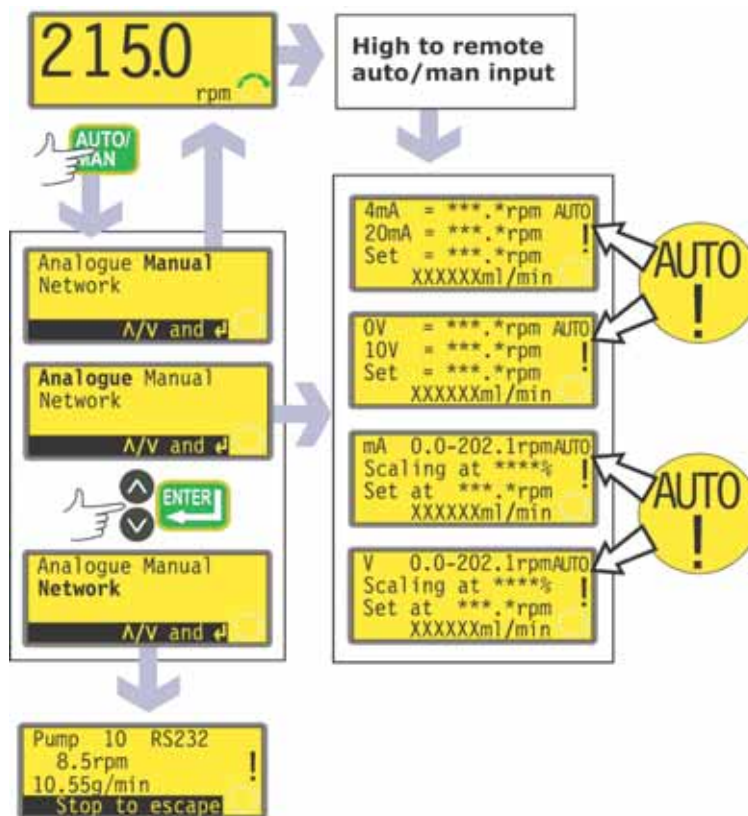 215.0
rpm
High to remote
auto/man input
AUTO/
MAN
Analogue Manual
Network
Λ/V and ↵
Analogue Manual
Network
Λ/V and ↵
ENTER
Analogue Manual
Network
Λ/V and ↵
Pump 10 RS232
8.5rpm !
10.55g/min
Stop to escape
4mA = ***.*rpm AUTO
20mA = ***.*rpm !
Set = ***.*rpm
XXXXXXml/min
0V = ***.*rpm AUTO
10V = ***.*rpm !
Set = ***.*rpm
XXXXXXml/min
AUTO
!
mA 0.0-202.1rpmAUTO
Scaling at ****% !
Set at ***.*rpm
XXXXXXml/min
V 0.0-202.1rpmAUTO
Scaling at ****% !
Set at ***.*rpm
XXXXXXml/min
AUTO
!